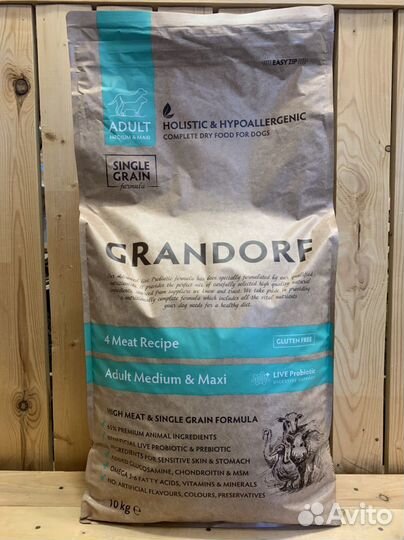 EASY ZIP
ADULT
MEDIUM & MAXI
HOLISTIC & HYPOALLERGENIC
COMPLETE DRY FOOD FOR DOGS
SINGLE
GRAIN
formula
GRANDORF
4 Meat Recipe
GLUTEN FREE
Adult Medium & Maxi
LIVE Probiotic
HIGH MEAT & SINGLE GRAIN FORMULA
65% PREMIUM ANIMAL INGREDIENTS
BENEFICIAL LIVE PROBIOTIC & PREBIOTIC
INGREDIENTS FOR SENSITIVE SKIN & STOMACH
ADDED GLUCOSAMINE, CHONDROITIN & MSM
OMEGA 3-6 FATTY ACIDS, VITAMINS & MINERALS
NO ARTIFICIAL FLAVOURS, COLOURS, PRESERVATIVES
10 kg e
Avito